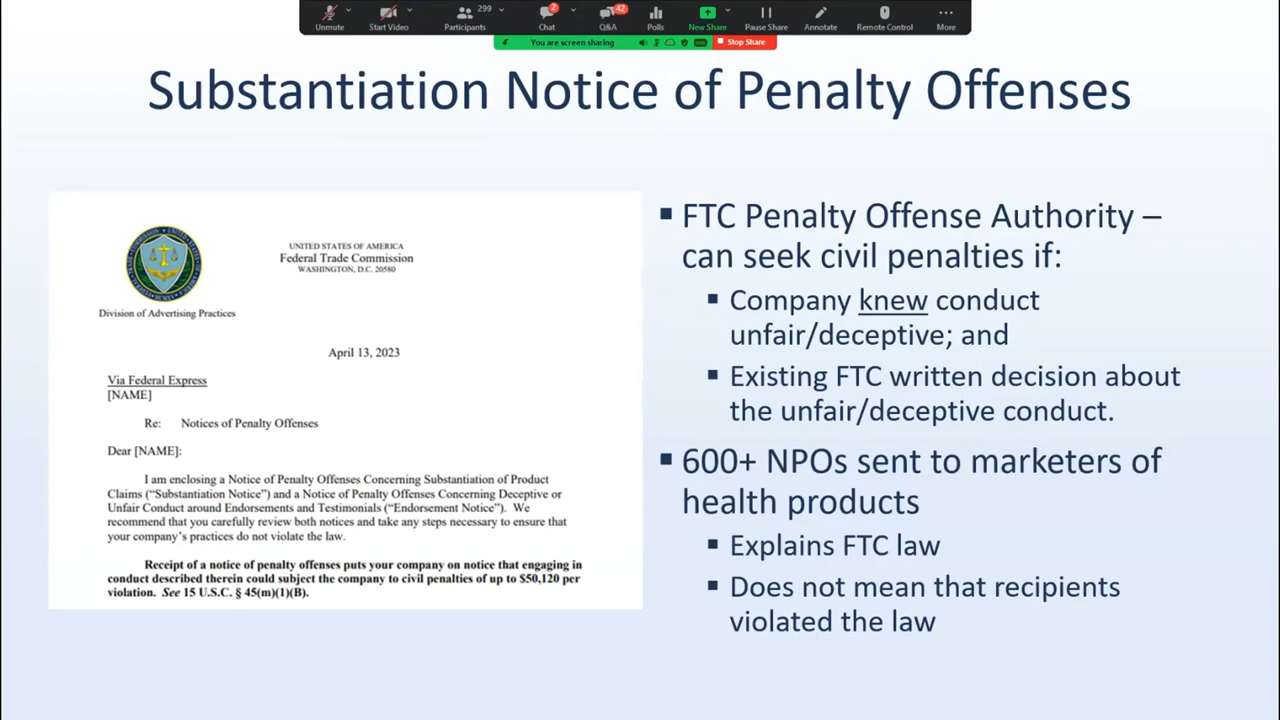 Unmute
Start Video
299
Participants
2
Chat
42
Q&A
Polls
New Share
Pause Share
Annotate
Remote Control
More
You are screen sharing
Stop Share
Substantiation Notice of Penalty Offenses
UNITED STATES OF AMERICA
Federal Trade Commission
WASHINGTON, D.C. 20580
Division of Advertising Practices
April 13, 2023
Via Federal Express
[NAME]
Re: Notices of Penalty Offenses
Dear [NAME]:
I am enclosing a Notice of Penalty Offenses Concerning Substantiation of Product
Claims (“Substantiation Notice”) and a Notice of Penalty Offenses Concerning Deceptive or
Unfair Conduct around Endorsements and Testimonials (“Endorsement Notice”). We
recommend that you carefully review both notices and take any steps necessary to ensure that
your company’s practices do not violate the law.
Receipt of a notice of penalty offenses puts your company on notice that engaging in
conduct described therein could subject the company to civil penalties of up to $50,120 per
violation. See 15 U.S.C. § 45(m)(1)(B).
▪ FTC Penalty Offense Authority –
can seek civil penalties if:
▪ Company knew conduct
unfair/deceptive; and
▪ Existing FTC written decision about
the unfair/deceptive conduct.
▪ 600+ NPOs sent to marketers of
health products
▪ Explains FTC law
▪ Does not mean that recipients
violated the law